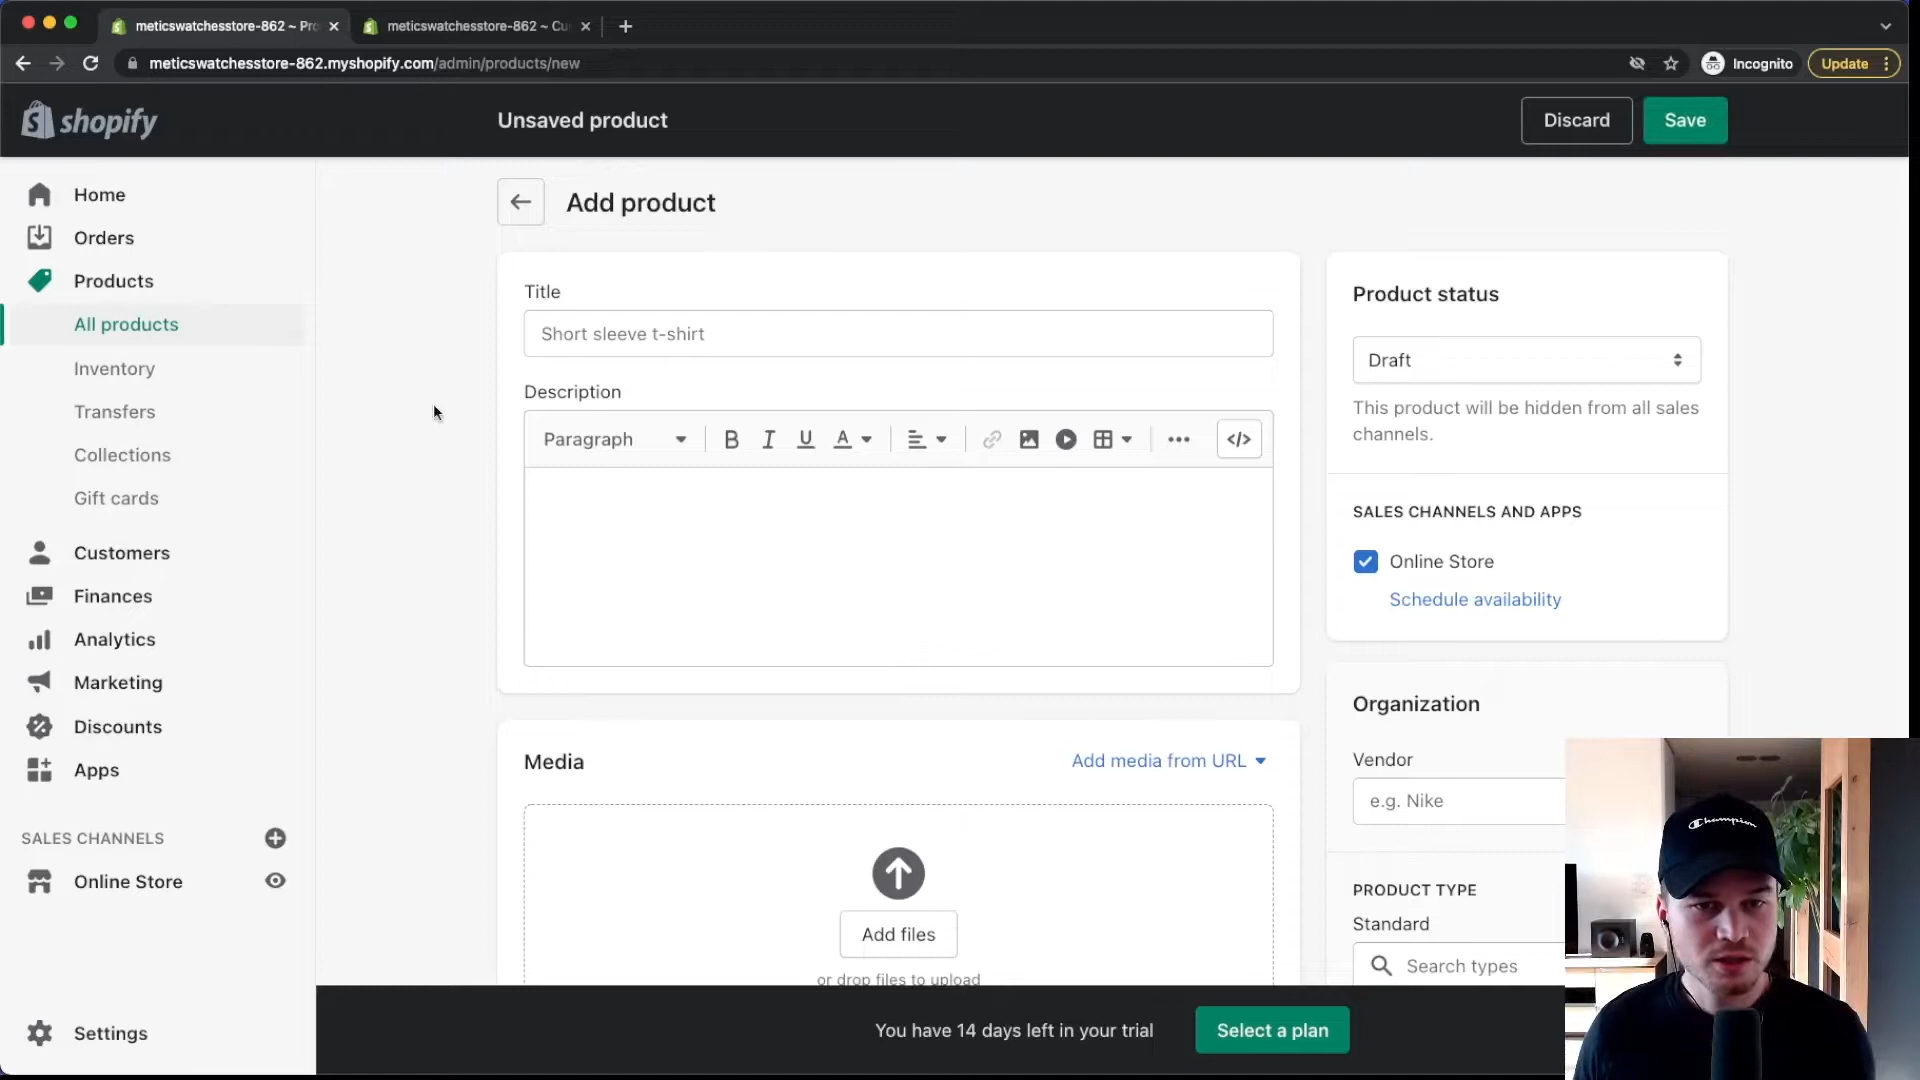 meticswatchesstore-862 ~ Pro
meticswatchesstore-862 ~ Cu
meticswatchesstore-862.myshopify.com/admin/products/new
Incognito
Update
shopify
Unsaved product
Discard
Save
Home
Orders
Products
All products
Inventory
Transfers
Collections
Gift cards
Customers
Finances
Analytics
Marketing
Discounts
Apps
SALES CHANNELS
Online Store
Settings
Add product
Title
Short sleeve t-shirt
Description
Paragraph
B I U A
</>
Media
Add media from URL
Add files
or drop files to upload
Product status
Draft
This product will be hidden from all sales
channels.
SALES CHANNELS AND APPS
Online Store
Schedule availability
Organization
Vendor
e.g. Nike
PRODUCT TYPE
Standard
Search types
You have 14 days left in your trial
Select a plan
Champion